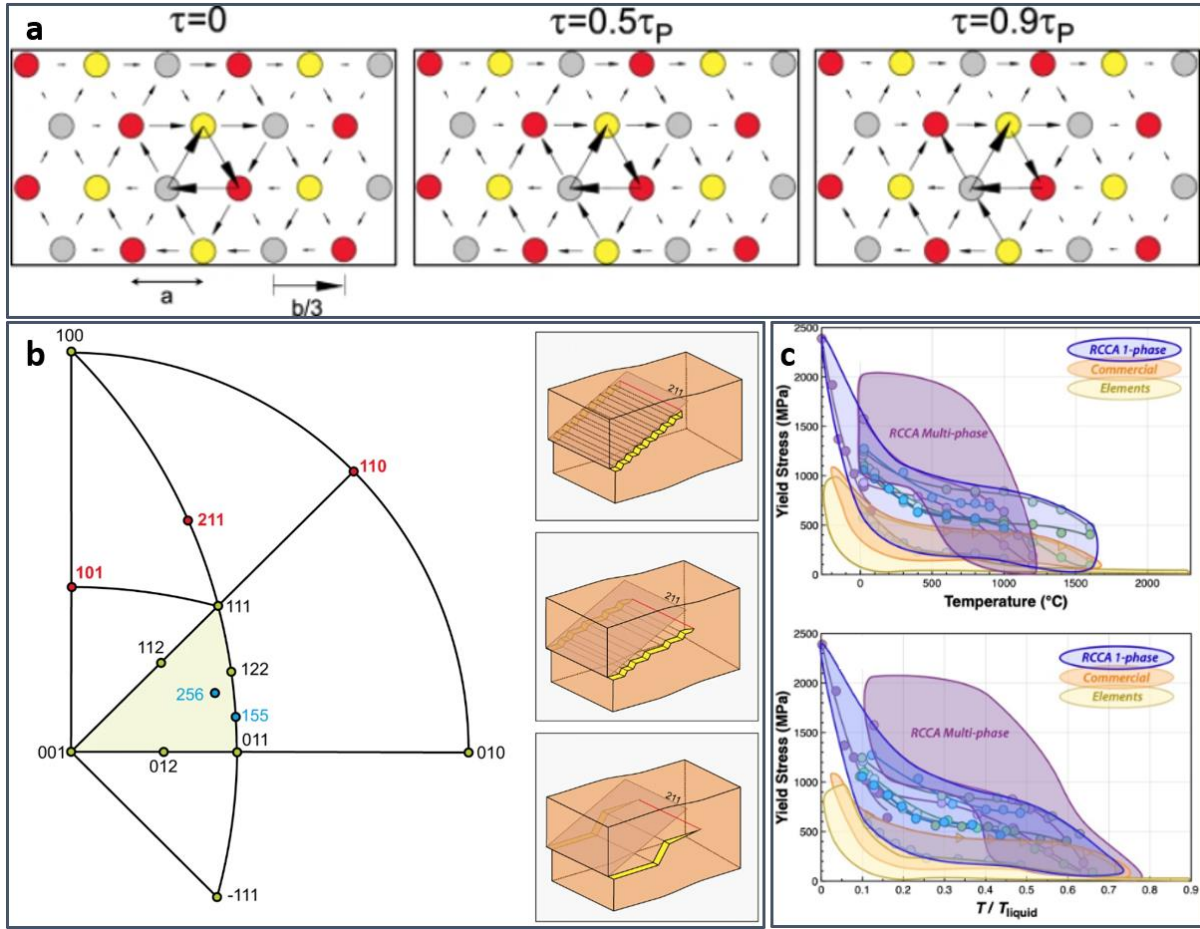 a
τ=0
τ=0.5τP
τ=0.9τP
a
b/3
b
100
110
211
101
111
112
122
256
155
011
001
012
010
-111
211
211
211
c
2500
2000
1500
1000
500
0
Yield Stress (MPa)
RCCA 1-phase
Commercial
Elements
RCCA Multi-phase
0
500
1000
1500
2000
Temperature (°C)
2500
2000
1500
1000
500
0
Yield Stress (MPa)
RCCA 1-phase
Commercial
Elements
RCCA Multi-phase
0
0.1
0.2
0.3
0.4
0.5
0.6
0.7
0.8
0.9
T / Tliquid